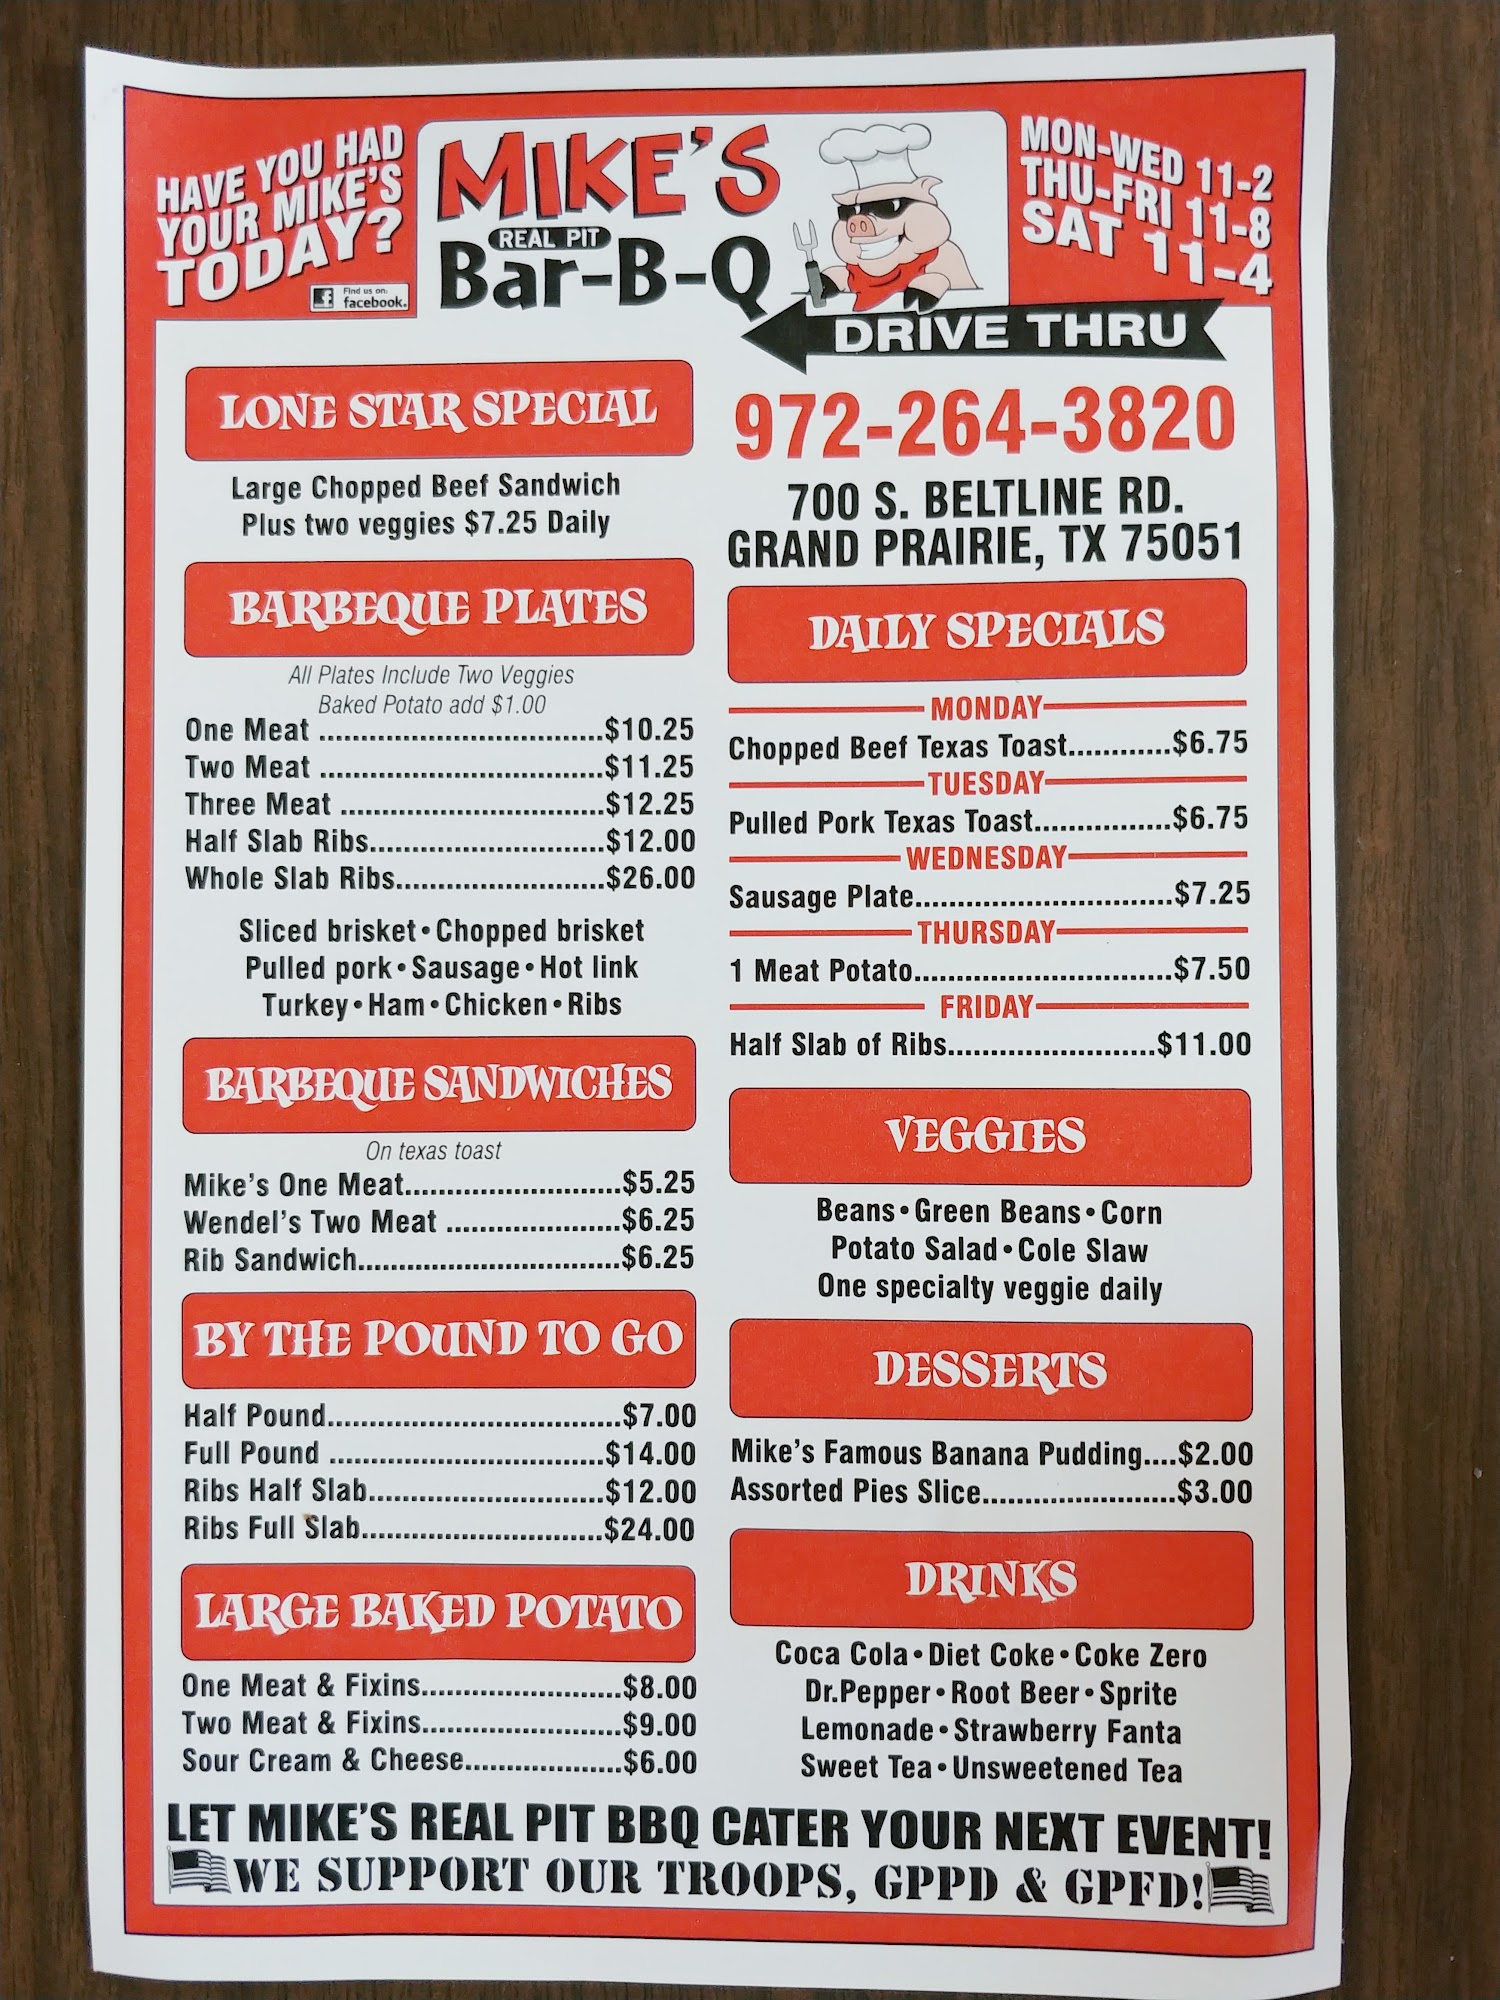 HAVE YOU HAD
YOUR MIKE'S
TODAY?
Find us on:
facebook.
MIKE'S
REAL PIT
Bar-B-Q
MON-WED 11-2
THU-FRI 11-8
SAT 11-4
DRIVE THRU
972-264-3820
700 S. BELTLINE RD.
GRAND PRAIRIE, TX 75051
LONE STAR SPECIAL
Large Chopped Beef Sandwich
Plus two veggies $7.25 Daily
BARBEQUE PLATES
All Plates Include Two Veggies
Baked Potato add $1.00
One Meat ..................................$10.25
Two Meat ..................................$11.25
Three Meat ...............................$12.25
Half Slab Ribs............................$12.00
Whole Slab Ribs.........................$26.00
Sliced brisket • Chopped brisket
Pulled pork • Sausage • Hot link
Turkey • Ham • Chicken • Ribs
BARBEQUE SANDWICHES
On texas toast
Mike's One Meat..........................$5.25
Wendel's Two Meat .....................$6.25
Rib Sandwich................................$6.25
BY THE POUND TO GO
Half Pound...................................$7.00
Full Pound .................................$14.00
Ribs Half Slab............................$12.00
Ribs Full Slab.............................$24.00
LARGE BAKED POTATO
One Meat & Fixins........................$8.00
Two Meat & Fixins........................$9.00
Sour Cream & Cheese...................$6.00
DAILY SPECIALS
MONDAY
Chopped Beef Texas Toast............$6.75
TUESDAY
Pulled Pork Texas Toast................$6.75
WEDNESDAY
Sausage Plate..............................$7.25
THURSDAY
1 Meat Potato..............................$7.50
FRIDAY
Half Slab of Ribs........................$11.00
VEGGIES
Beans • Green Beans • Corn
Potato Salad • Cole Slaw
One specialty veggie daily
DESSERTS
Mike's Famous Banana Pudding....$2.00
Assorted Pies Slice.......................$3.00
DRINKS
Coca Cola • Diet Coke • Coke Zero
Dr.Pepper • Root Beer • Sprite
Lemonade • Strawberry Fanta
Sweet Tea • Unsweetened Tea
LET MIKE'S REAL PIT BBQ CATER YOUR NEXT EVENT!
WE SUPPORT OUR TROOPS, GPPD & GPFD!